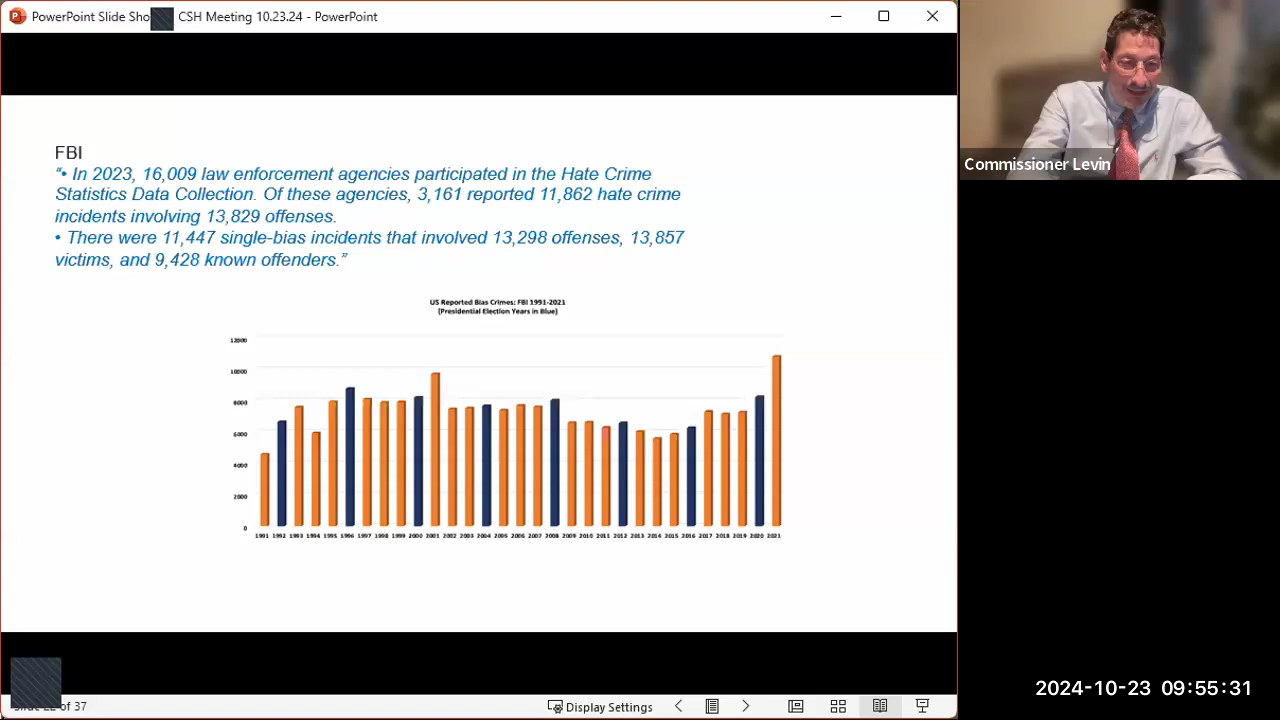 PowerPoint Slide Sho CSH Meeting 10.23.24 - PowerPoint
FBI
“• In 2023, 16,009 law enforcement agencies participated in the Hate Crime
Statistics Data Collection. Of these agencies, 3,161 reported 11,862 hate crime
incidents involving 13,829 offenses.
• There were 11,447 single-bias incidents that involved 13,298 offenses, 13,857
victims, and 9,428 known offenders.”
US Reported Bias Crimes: FBI 1991-2021
(Presidential Election Years in Blue)
12000
10000
8000
6000
4000
2000
0
1991 1992 1993 1994 1995 1996 1997 1998 1999 2000 2001 2002 2003 2004 2005 2006 2007 2008 2009 2010 2011 2012 2013 2014 2015 2016 2017 2018 2019 2020 2021
of 37
Display Settings
Commissioner Levin
2024-10-23 09:55:31